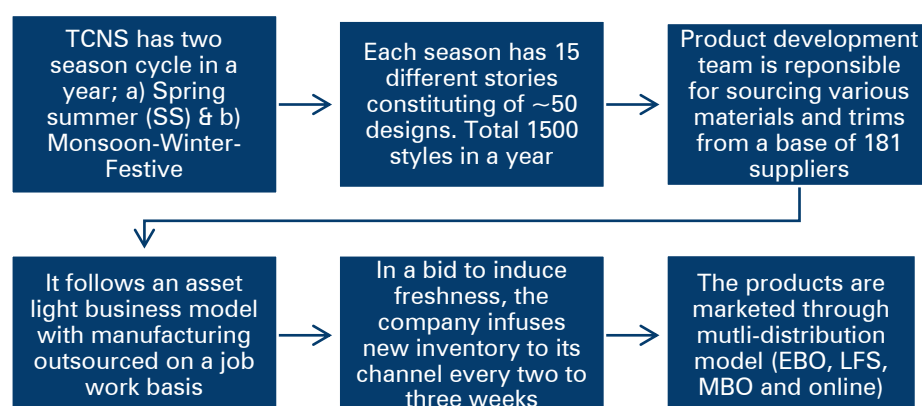 TCNS has two
season cycle in a
year; a) Spring
summer (SS) & b)
Monsoon-Winter-
Festive
Each season has 15
different stories
constituting of ~50
designs. Total 1500
styles in a year
Product development
team is reponsible
for sourcing various
materials and trims
from a base of 181
suppliers
It follows an asset
light business model
with manufacturing
outsourced on a job
work basis
In a bid to induce
freshness, the
company infuses
new inventory to its
channel every two to
three weeks
The products are
marketed through
mutli-distribution
model (EBO, LFS,
MBO and online)